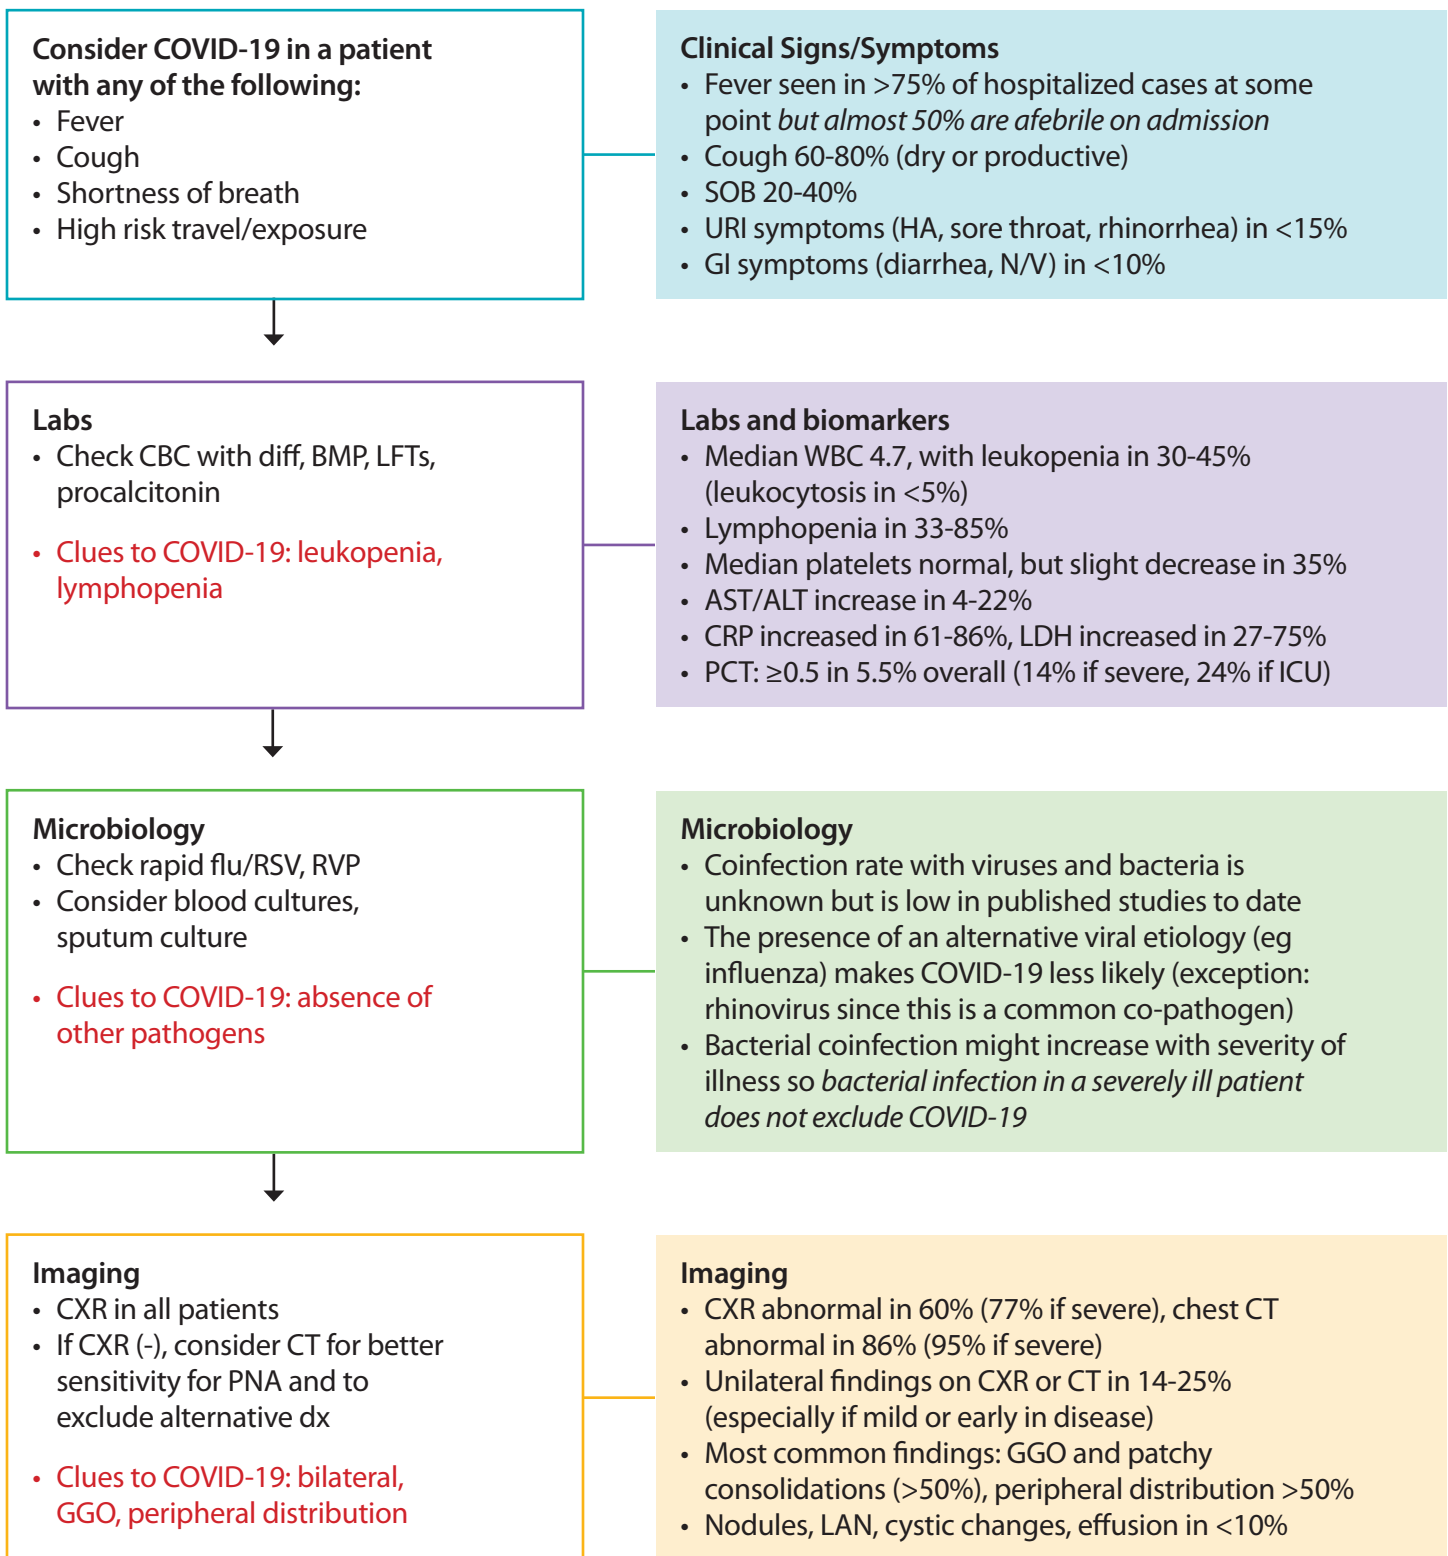 Consider COVID-19 in a patient
with any of the following:
• Fever
• Cough
• Shortness of breath
• High risk travel/exposure
Clinical Signs/Symptoms
• Fever seen in >75% of hospitalized cases at some
point but almost 50% are afebrile on admission
• Cough 60-80% (dry or productive)
• SOB 20-40%
• URI symptoms (HA, sore throat, rhinorrhea) in <15%
• GI symptoms (diarrhea, N/V) in <10%
Labs
• Check CBC with diff, BMP, LFTs,
procalcitonin
• Clues to COVID-19: leukopenia,
lymphopenia
Labs and biomarkers
• Median WBC 4.7, with leukopenia in 30-45%
(leukocytosis in <5%)
• Lymphopenia in 33-85%
• Median platelets normal, but slight decrease in 35%
• AST/ALT increase in 4-22%
• CRP increased in 61-86%, LDH increased in 27-75%
• PCT: ≥0.5 in 5.5% overall (14% if severe, 24% if ICU)
Microbiology
• Check rapid flu/RSV, RVP
• Consider blood cultures,
sputum culture
• Clues to COVID-19: absence of
other pathogens
Microbiology
• Coinfection rate with viruses and bacteria is
unknown but is low in published studies to date
• The presence of an alternative viral etiology (eg
influenza) makes COVID-19 less likely (exception:
rhinovirus since this is a common co-pathogen)
• Bacterial coinfection might increase with severity of
illness so bacterial infection in a severely ill patient
does not exclude COVID-19
Imaging
• CXR in all patients
• If CXR (-), consider CT for better
sensitivity for PNA and to
exclude alternative dx
• Clues to COVID-19: bilateral,
GGO, peripheral distribution
Imaging
• CXR abnormal in 60% (77% if severe), chest CT
abnormal in 86% (95% if severe)
• Unilateral findings on CXR or CT in 14-25%
(especially if mild or early in disease)
• Most common findings: GGO and patchy
consolidations (>50%), peripheral distribution >50%
• Nodules, LAN, cystic changes, effusion in <10%